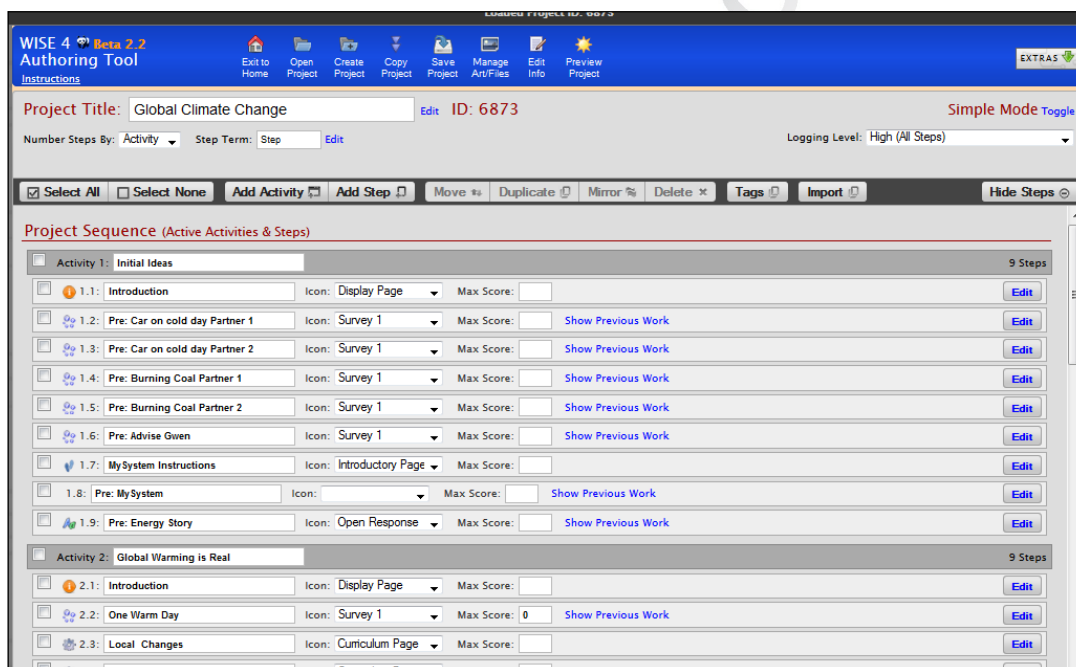 Loaded Project ID: 6873
WISE 4 Beta 2.2
Authoring Tool
Instructions
Exit to Home
Open Project
Create Project
Copy Project
Save Project
Manage Art/Files
Edit Info
Preview Project
EXTRAS
Project Title: Global Climate Change Edit ID: 6873 Simple Mode Toggle
Number Steps By: Activity Step Term: Step Edit Logging Level: High (All Steps)
Select All Select None Add Activity Add Step Move Duplicate Mirror Delete Tags Import Hide Steps
Project Sequence (Active Activities & Steps)
Activity 1: Initial Ideas 9 Steps
1.1: Introduction Icon: Display Page Max Score: Edit
1.2: Pre: Car on cold day Partner 1 Icon: Survey 1 Max Score: Show Previous Work Edit
1.3: Pre: Car on cold day Partner 2 Icon: Survey 1 Max Score: Show Previous Work Edit
1.4: Pre: Burning Coal Partner 1 Icon: Survey 1 Max Score: Show Previous Work Edit
1.5: Pre: Burning Coal Partner 2 Icon: Survey 1 Max Score: Show Previous Work Edit
1.6: Pre: Advise Gwen Icon: Survey 1 Max Score: Show Previous Work Edit
1.7: MySystem Instructions Icon: Introductory Page Max Score: Edit
1.8: Pre: MySystem Icon: Max Score: Show Previous Work Edit
1.9: Pre: Energy Story Icon: Open Response Max Score: Show Previous Work Edit
Activity 2: Global Warming is Real 9 Steps
2.1: Introduction Icon: Display Page Max Score: Edit
2.2: One Warm Day Icon: Survey 1 Max Score: 0 Show Previous Work Edit
2.3: Local Changes Icon: Curriculum Page Max Score: Edit